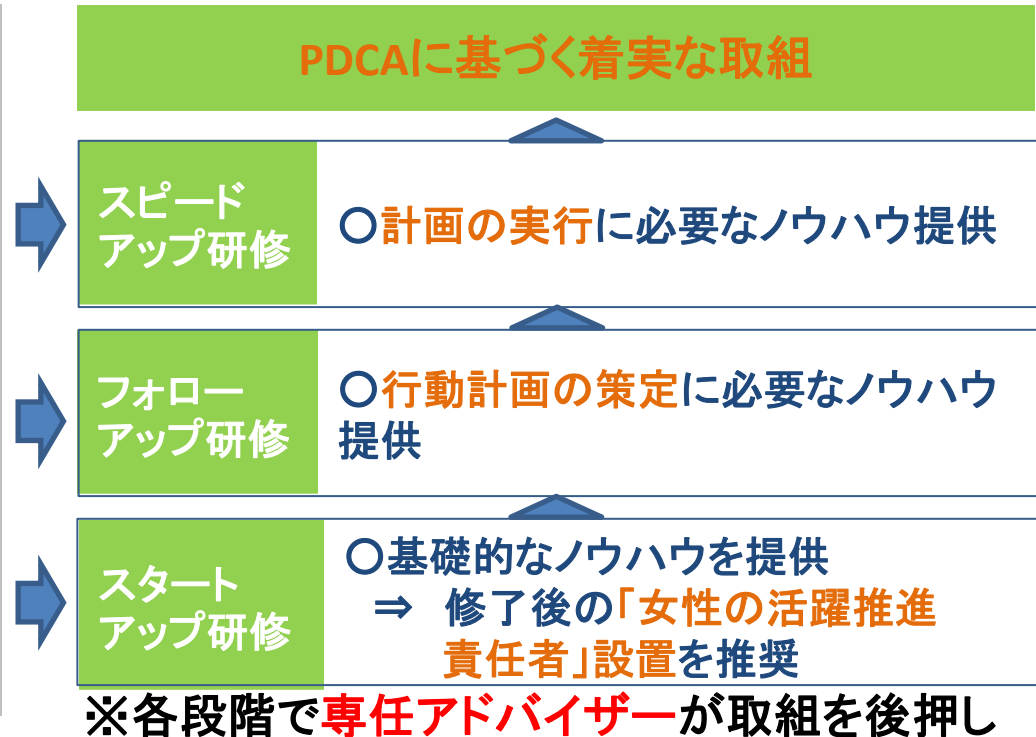 PDCAに基づく着実な取組
スピード
アップ研修
〇計画の実行に必要なノウハウ提供
フォロー
アップ研修
〇行動計画の策定に必要なノウハウ
提供
スタート
アップ研修
〇基礎的なノウハウを提供
⇒ 修了後の「女性の活躍推進
責任者」設置を推奨
※各段階で専任アドバイザーが取組を後押し